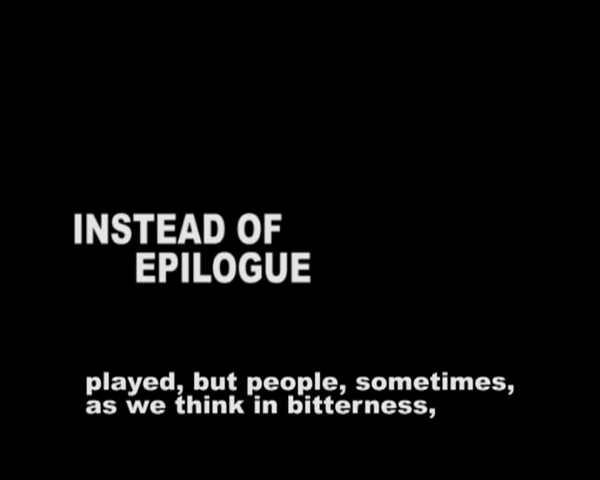 INSTEAD OF
EPILOGUE
played, but people, sometimes,
as we think in bitterness,